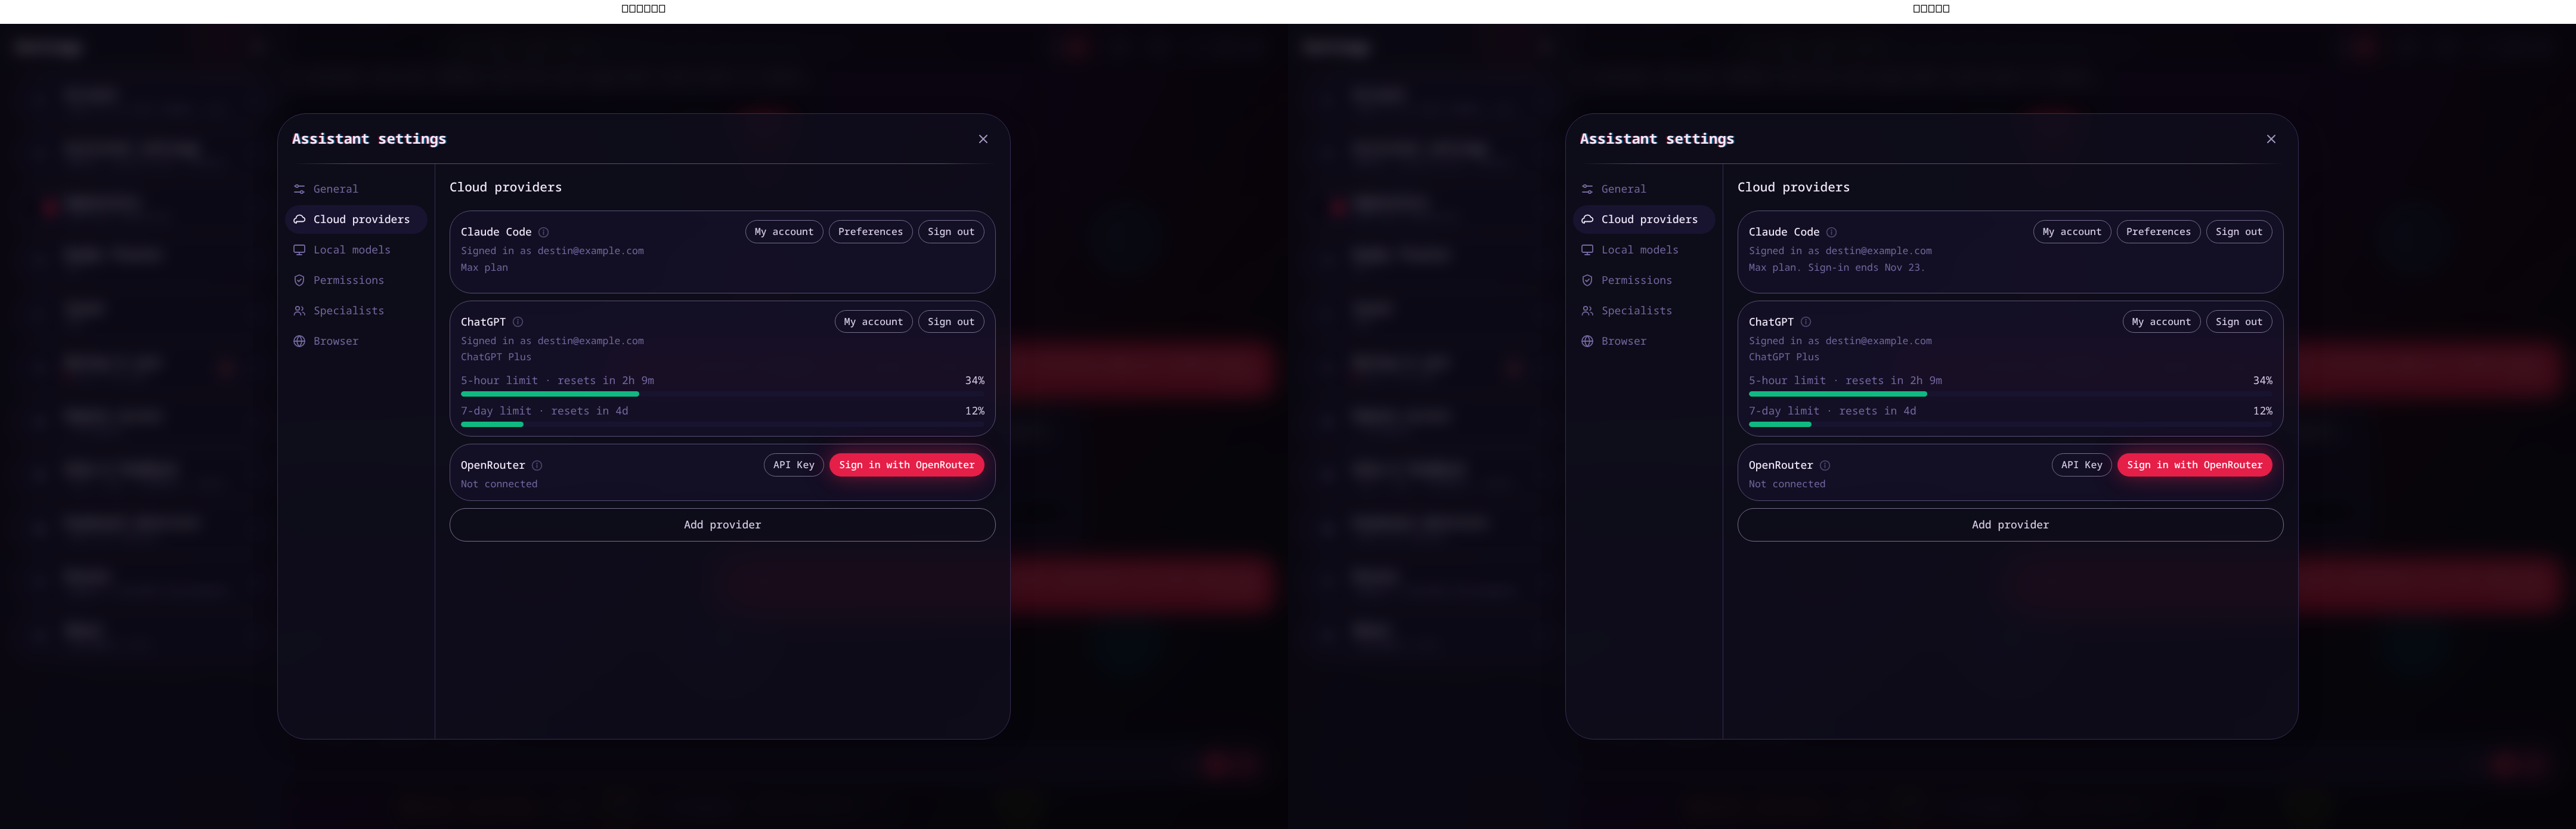 Assistant settings
General
Cloud providers
Local models
Permissions
Specialists
Browser
Cloud providers
Claude Code
My account
Preferences
Sign out
Signed in as destin@example.com
Max plan
ChatGPT
My account
Sign out
Signed in as destin@example.com
ChatGPT Plus
5-hour limit · resets in 2h 9m
34%
7-day limit · resets in 4d
12%
OpenRouter
API Key
Sign in with OpenRouter
Not connected
Add provider
Assistant settings
General
Cloud providers
Local models
Permissions
Specialists
Browser
Cloud providers
Claude Code
My account
Preferences
Sign out
Signed in as destin@example.com
Max plan. Sign-in ends Nov 23.
ChatGPT
My account
Sign out
Signed in as destin@example.com
ChatGPT Plus
5-hour limit · resets in 2h 9m
34%
7-day limit · resets in 4d
12%
OpenRouter
API Key
Sign in with OpenRouter
Not connected
Add provider